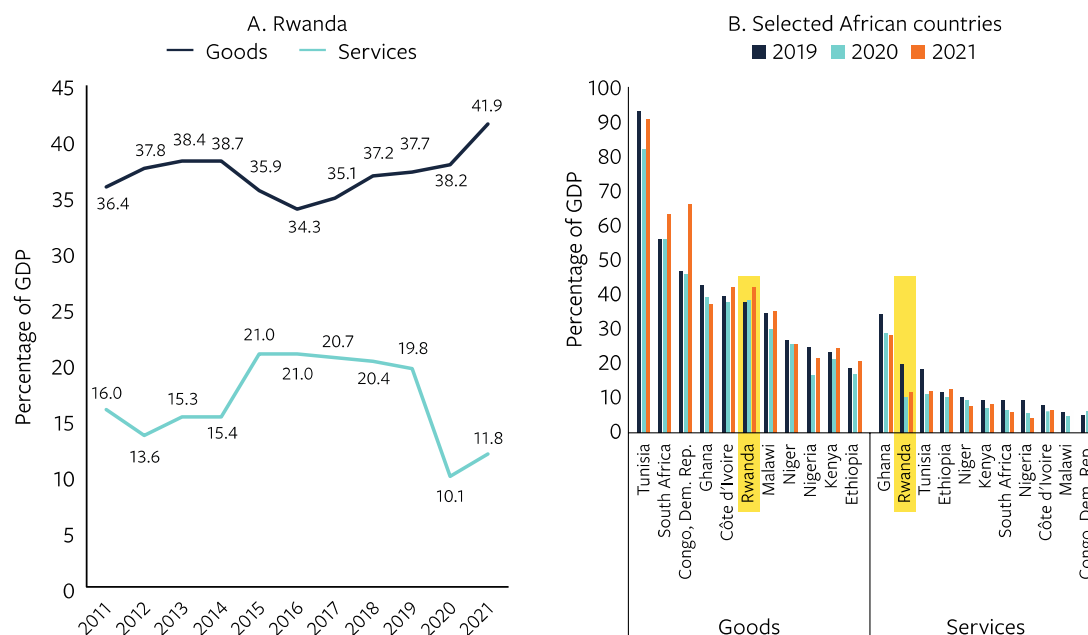 A. Rwanda
Goods Services
Percentage of GDP
45
40
35
30
25
20
15
10
5
0
36.4
37.8
38.4
38.7
35.9
34.3
35.1
37.2
37.7
38.2
41.9
16.0
13.6
15.3
15.4
21.0
21.0
20.7
20.4
19.8
10.1
11.8
2011
2012
2013
2014
2015
2016
2017
2018
2019
2020
2021
B. Selected African countries
2019 2020 2021
Percentage of GDP
100
90
80
70
60
50
40
30
20
10
0
Tunisia
South Africa
Congo, Dem. Rep.
Ghana
Côte d'Ivoire
Rwanda
Malawi
Niger
Nigeria
Kenya
Ethiopia
Ghana
Rwanda
Tunisia
Ethiopia
Niger
Kenya
South Africa
Nigeria
Côte d'Ivoire
Malawi
Congo, Dem. Rep.
Goods
Services